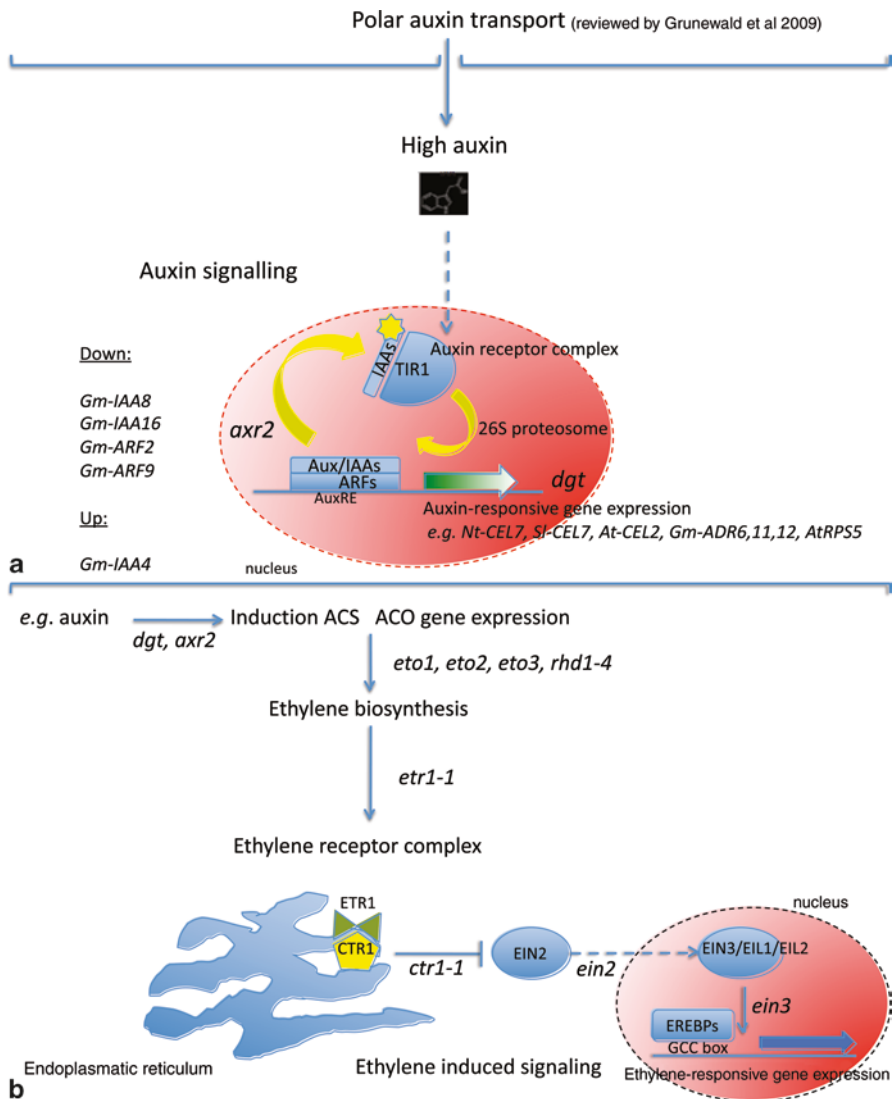 Polar auxin transport (reviewed by Grunewald et al 2009)
High auxin
Auxin signalling
Down:
Gm-IAA8
Gm-IAA16
Gm-ARF2
Gm-ARF9
Up:
Gm-IAA4
IAAs
TIR1
Auxin receptor complex
axr2
26S proteosome
Aux/IAAs
ARFs
AuxRE
dgt
Auxin-responsive gene expression
e.g. Nt-CEL7, Sl-CEL7, At-CEL2, Gm-ADR6,11,12, AtRPS5
nucleus
a
e.g. auxin
dgt, axr2
Induction ACS ACO gene expression
eto1, eto2, eto3, rhd1-4
Ethylene biosynthesis
etr1-1
Ethylene receptor complex
ETR1
CTR1
ctr1-1
EIN2
ein2
nucleus
EIN3/EIL1/EIL2
ein3
EREBPs
GCC box
Ethylene-responsive gene expression
Endoplasmatic reticulum
Ethylene induced signaling
b